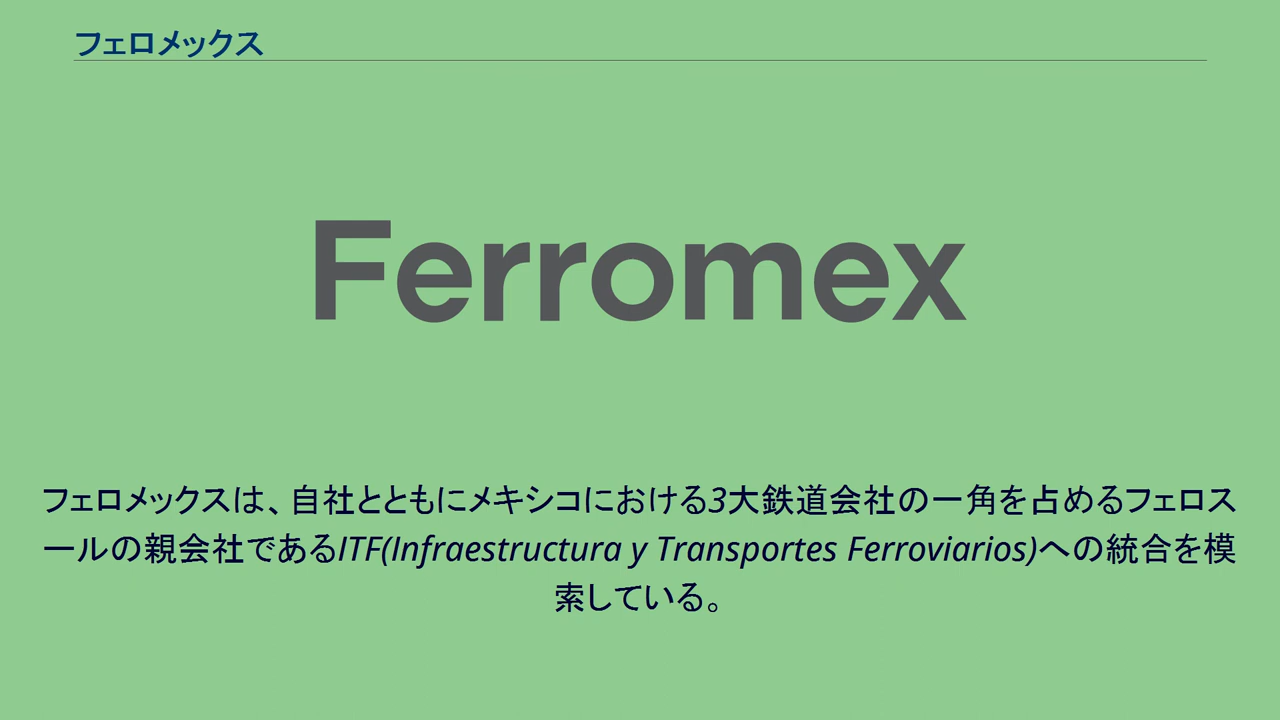 フェロメックス
Ferromex
フェロメックスは、自社とともにメキシコにおける3大鉄道会社の一角を占めるフェロス
ールの親会社であるITF(Infraestructura y Transportes Ferroviarios)への統合を模
索している。